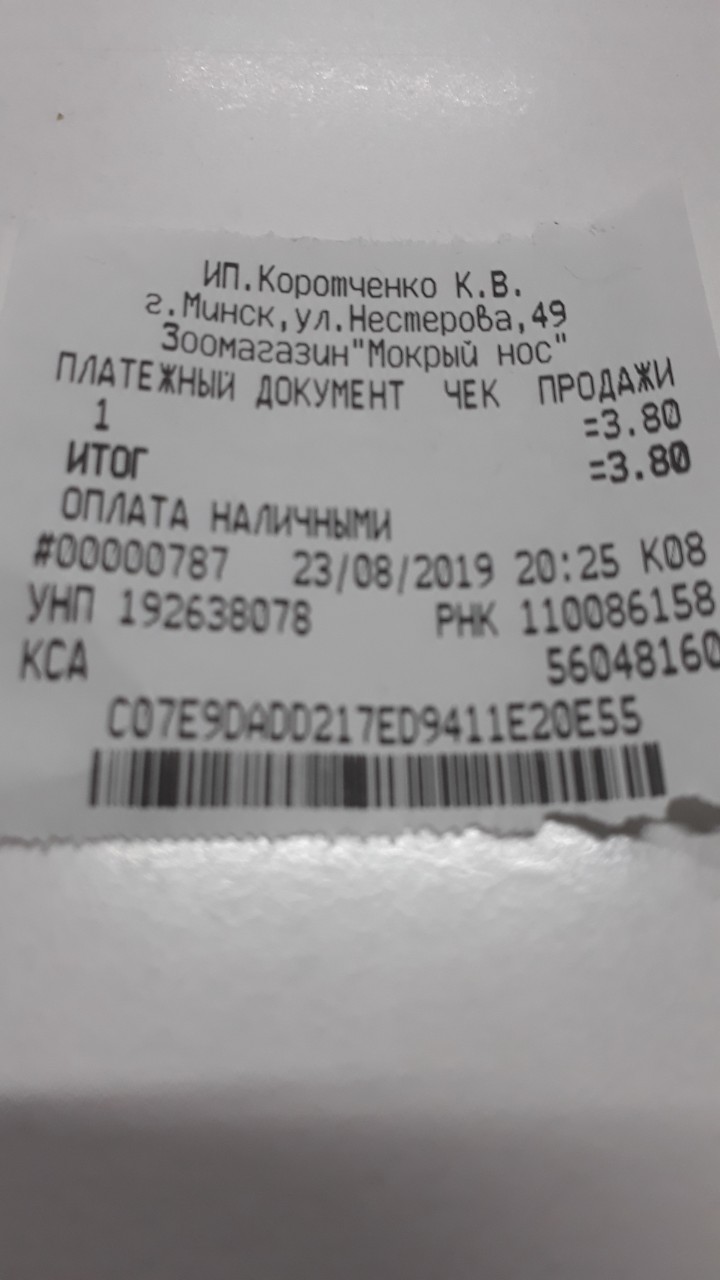 ИП.Коротченко К.В.
г.Минск,ул.Нестерова,49
Зоомагазин"Мокрый нос"
ПЛАТЕЖНЫЙ ДОКУМЕНТ ЧЕК ПРОДАЖИ
1 =3.80
ИТОГ =3.80
ОПЛАТА НАЛИЧНЫМИ
#00000787 23/08/2019 20:25 К08
УНП 192638078 РНК 110086158
КСА 56048160
C07E9DADD217ED9411E20E55